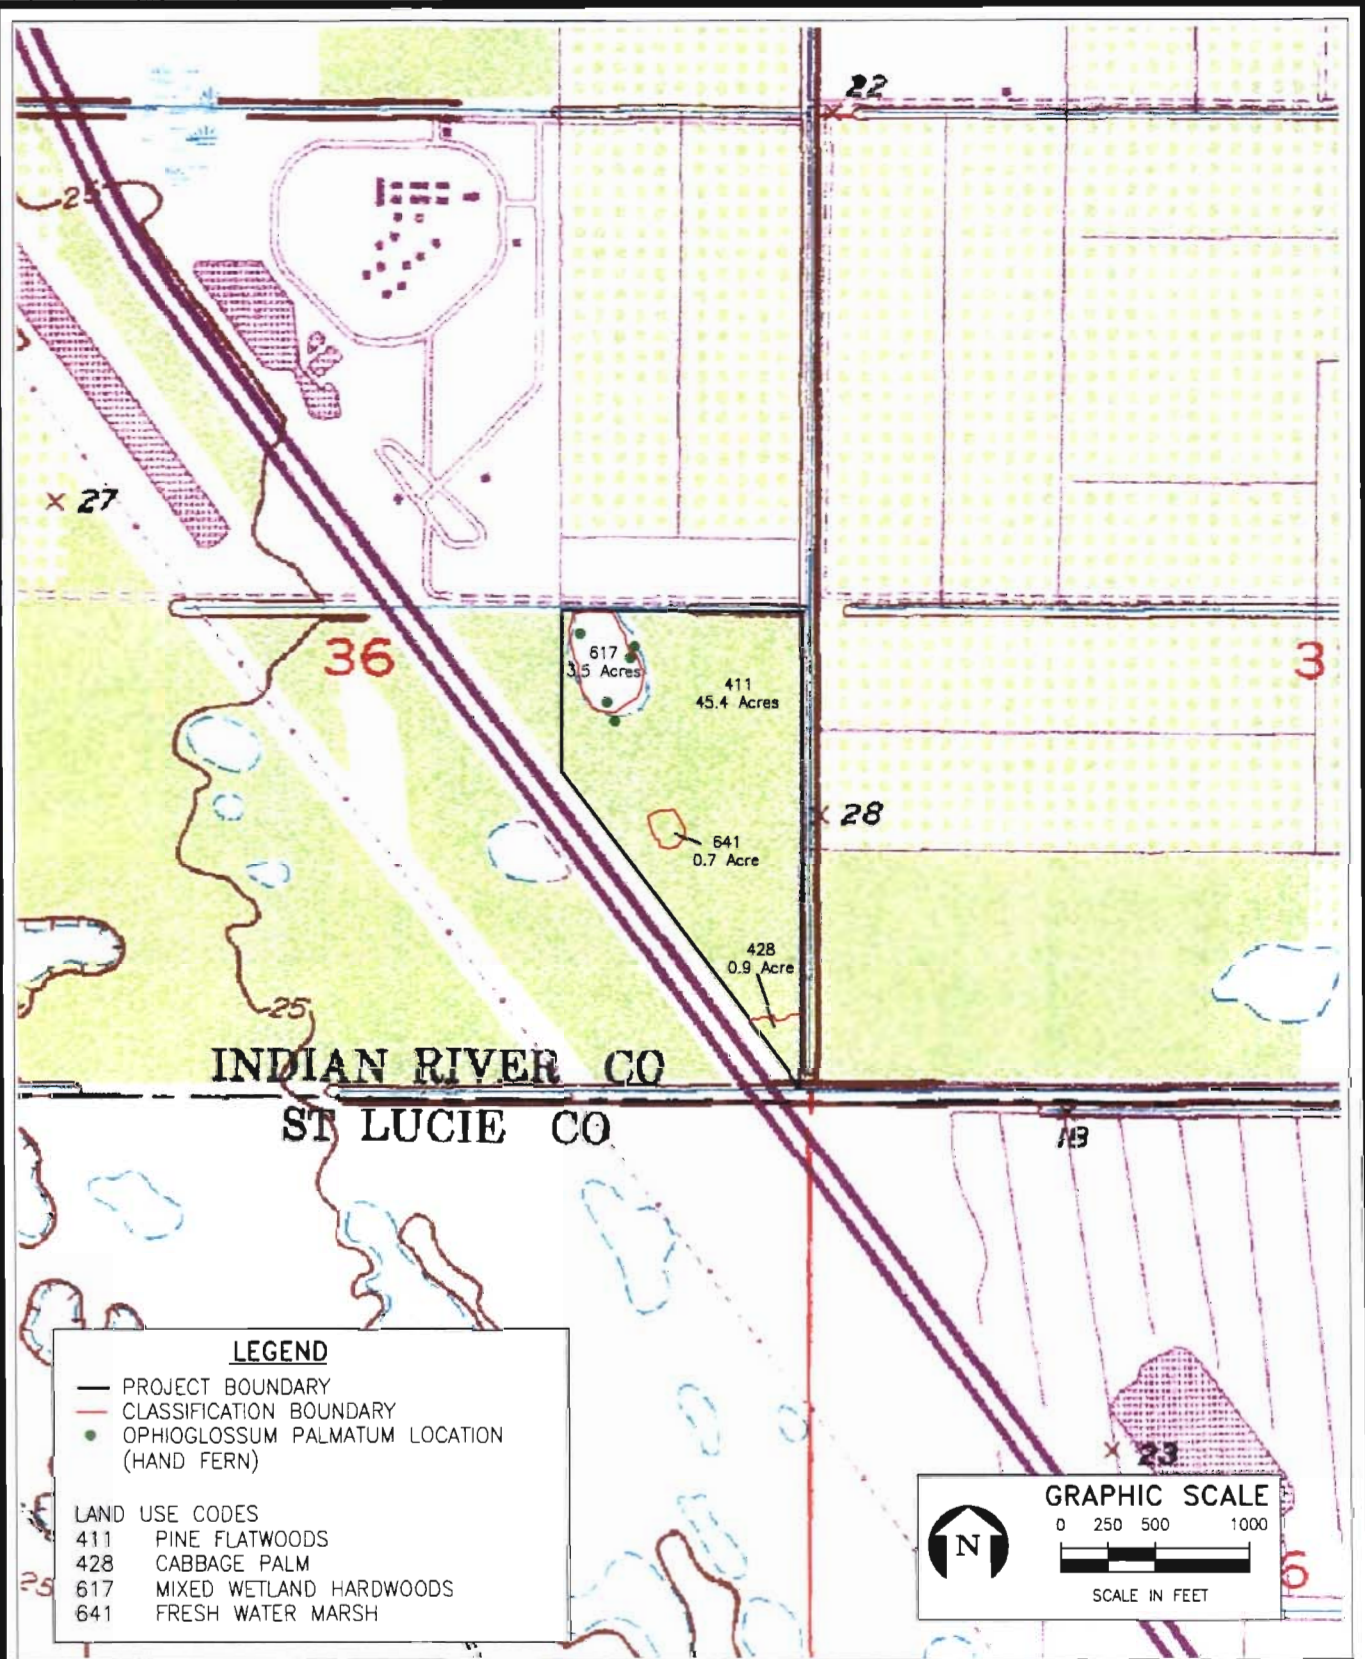 22
25
27
36
617
3.5 Acres
411
45.4 Acres
3
28
641
0.7 Acre
428
0.9 Acre
25
INDIAN RIVER CO
ST LUCIE CO
23
LEGEND
PROJECT BOUNDARY
CLASSIFICATION BOUNDARY
OPHIOGLOSSUM PALMATUM LOCATION
(HAND FERN)
LAND USE CODES
411 PINE FLATWOODS
428 CABBAGE PALM
617 MIXED WETLAND HARDWOODS
641 FRESH WATER MARSH
25
N
GRAPHIC SCALE
0 250 500 1000
SCALE IN FEET
6